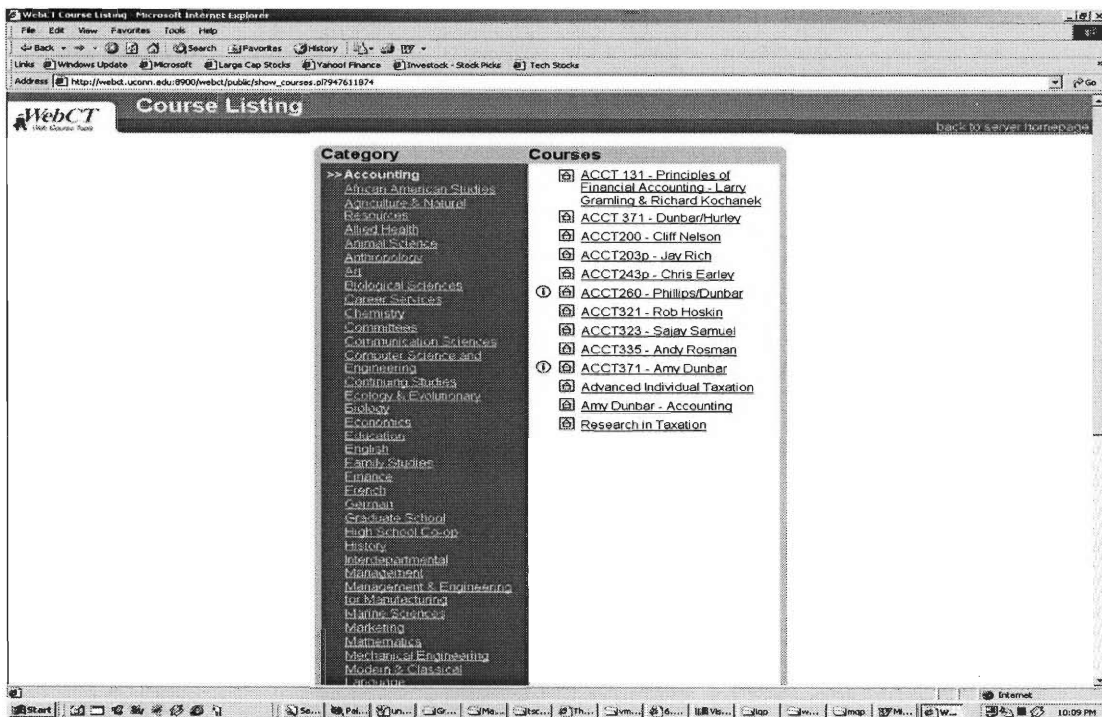 WebCT Course Listing - Microsoft Internet Explorer
File Edit View Favorites Tools Help
Back Search Favorites History
Links Windows Update Microsoft Large Cap Stocks Yahoo! Finance Investock - Stock Picks Tech Stocks
Address http://webct.uconn.edu:8900/webct/public/show_courses.pl?947611874 Go
WebCT
Web Course Tools
Course Listing
back to server homepage
Category
>> Accounting
African American Studies
Agriculture & Natural
Resources
Allied Health
Animal Science
Anthropology
Art
Biological Sciences
Career Services
Chemistry
Committees
Communication Sciences
Computer Science and
Engineering
Continuing Studies
Ecology & Evolutionary
Biology
Economics
Education
English
Family Studies
Finance
French
German
Graduate School
High School Co-op
History
Interdepartmental
Management
Management & Engineering
for Manufacturing
Marine Sciences
Marketing
Mathematics
Mechanical Engineering
Modern & Classical
Language
Courses
ACCT 131 - Principles of
Financial Accounting - Larry
Gramling & Richard Kochanek
ACCT 371 - Dunbar/Hurley
ACCT200 - Cliff Nelson
ACCT203p - Jay Rich
ACCT243p - Chris Earley
ACCT260 - Phillips/Dunbar
ACCT321 - Rob Hoskin
ACCT323 - Sajay Samuel
ACCT335 - Andy Rosman
ACCT371 - Amy Dunbar
Advanced Individual Taxation
Amy Dunbar - Accounting
Research in Taxation
Internet
Start 10:09 PM